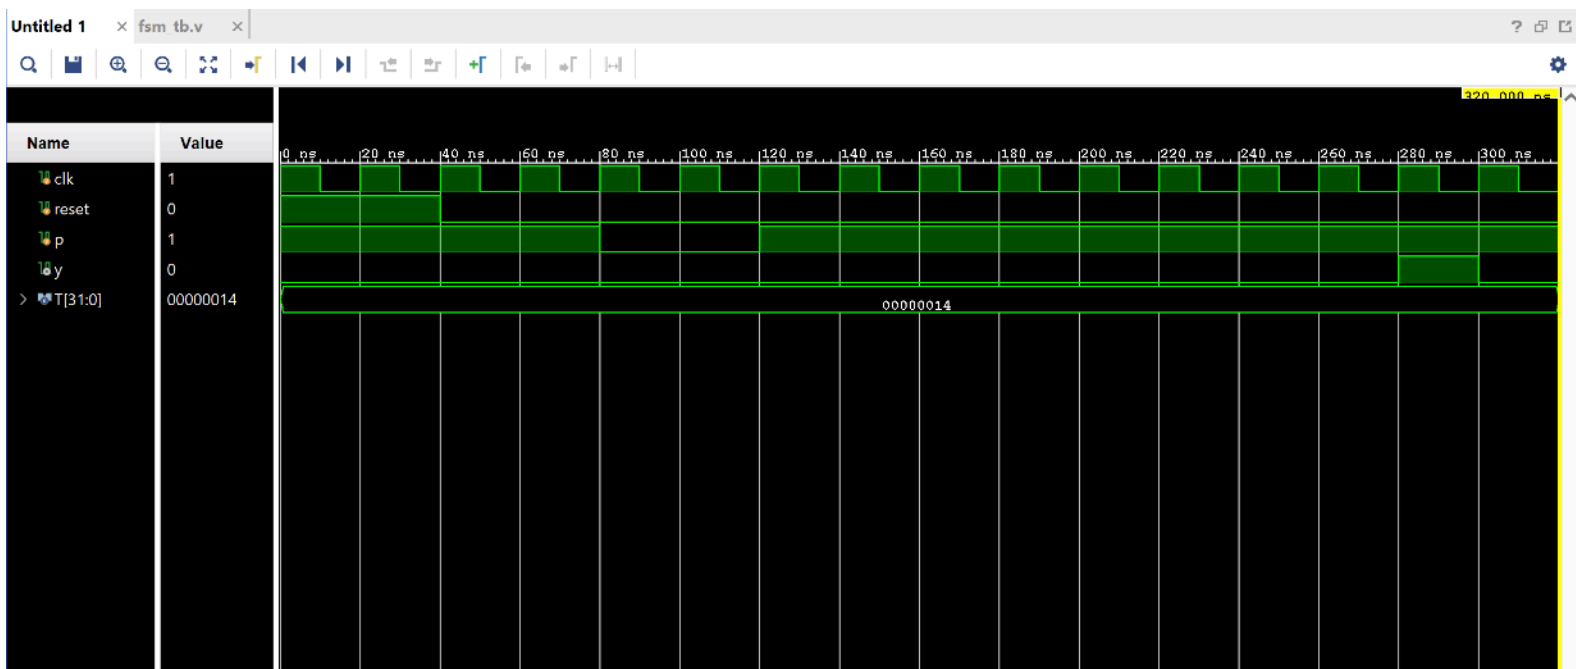 Untitled 1 × fsm_tb.v ×
?
320.000 ns
Name Value
0 ns 20 ns 40 ns 60 ns 80 ns 100 ns 120 ns 140 ns 160 ns 180 ns 200 ns 220 ns 240 ns 260 ns 280 ns 300 ns
clk 1
reset 0
p 1
y 0
> T[31:0] 00000014 00000014